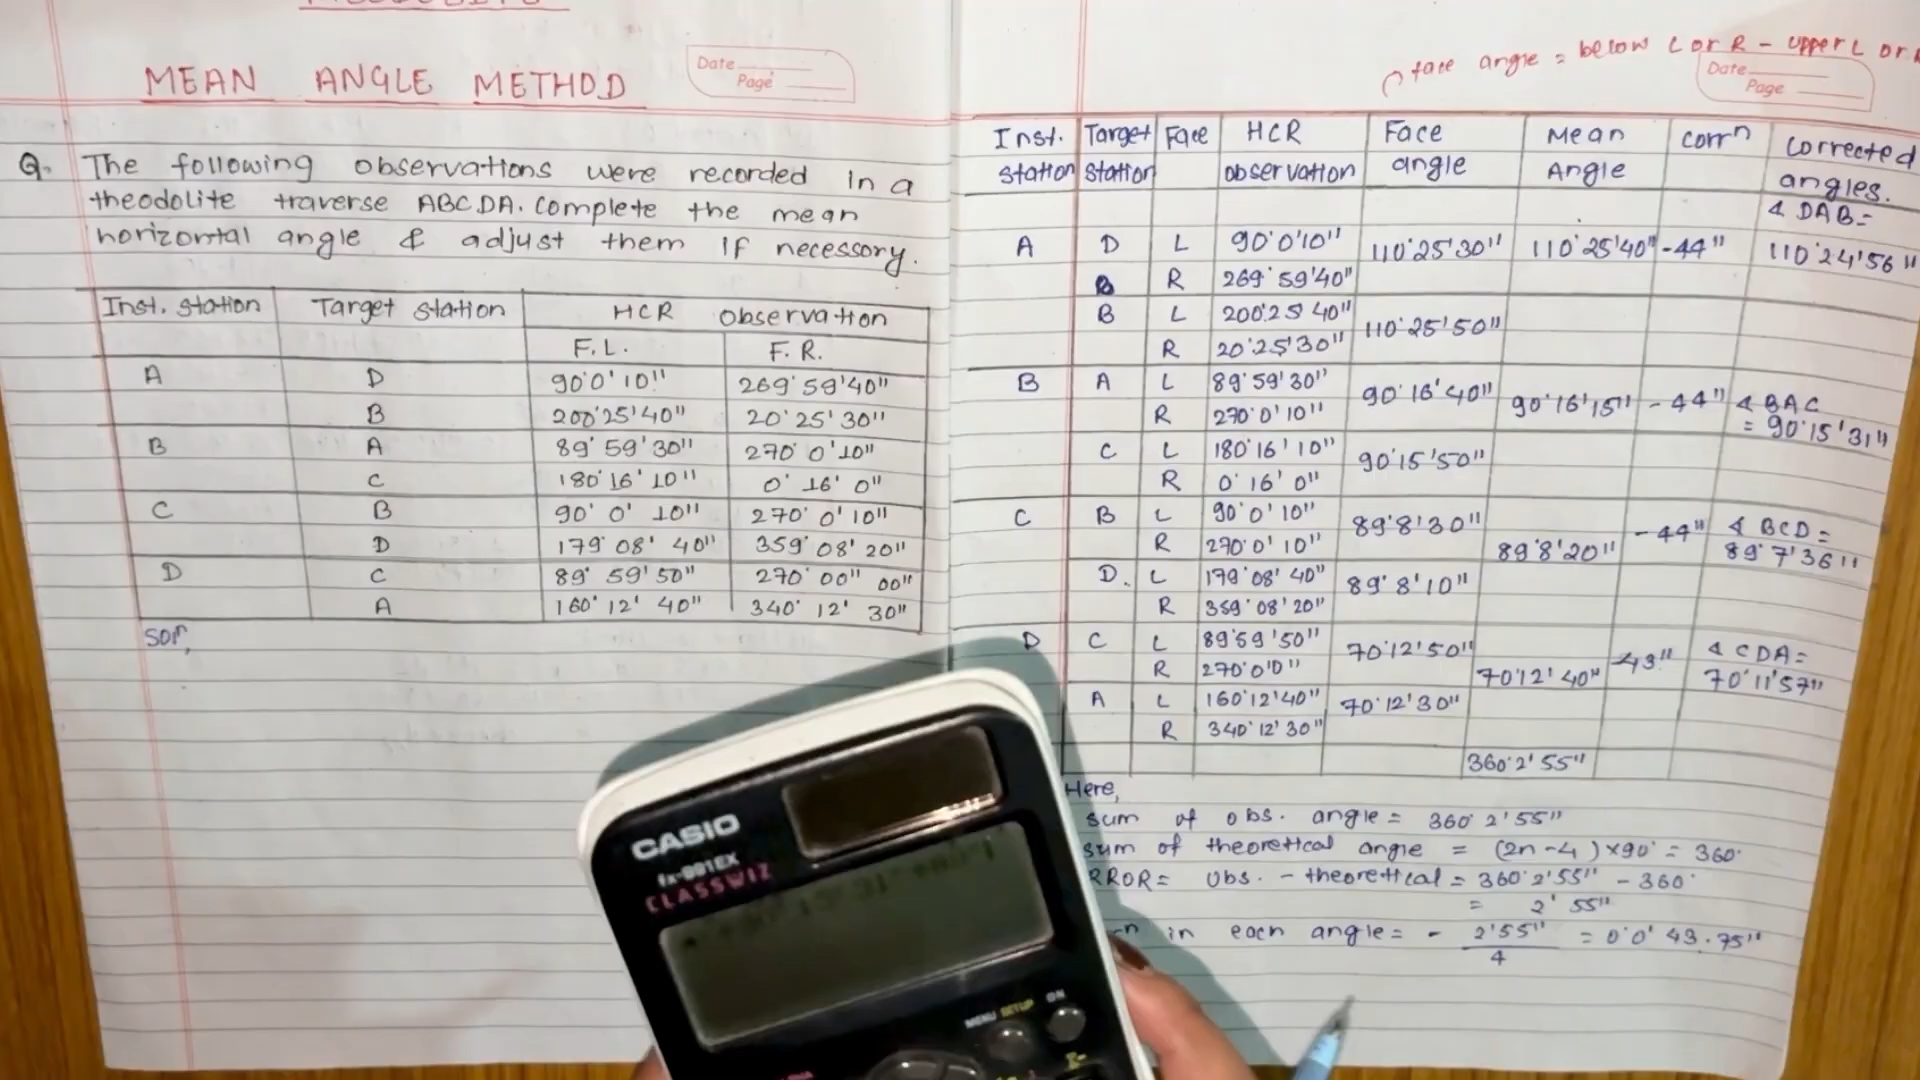 MEAN ANGLE METHOD
Date
Page
Q. The following observations were recorded in a
theodolite traverse ABCDA. Complete the mean
horizontal angle & adjust them if necessary.
Inst. station Target station HCR observation
F.L. F.R.
A D 90°0'10" 269°59'40"
B 200°25'40" 20°25'30"
B A 89°59'30" 270°0'10"
C 180°16'10" 0°16'0"
C B 90°0'10" 270°0'10"
D 179°08'40" 359°08'20"
D C 89°59'50" 270°00"00"
A 160°12'40" 340°12'30"
soln,
face angle = below L or R - upper L or
Date
Page
Inst. station Target station Face HCR observation Face angle Mean Angle corrn corrected angles.
A D L 90°0'10" 110°25'30" 110°25'40" -44" ∡ DAB = 110°24'56"
R 269°59'40"
B L 200°25'40" 110°25'50"
R 20°25'30"
B A L 89°59'30" 90°16'40" 90°16'15" -44" ∡ BAC = 90°15'31"
R 270°0'10"
C L 180°16'10" 90°15'50"
R 0°16'0"
C B L 90°0'10" 89°8'30" 89°8'20" -44" ∡ BCD = 89°7'36"
R 270°0'10"
D. L 179°08'40" 89°8'10"
R 359°08'20"
D C L 89°59'50" 70°12'50" 70°12'40" -43" ∡ CDA = 70°11'57"
R 270°0'0"
A L 160°12'40" 70°12'30"
R 340°12'30"
360°2'55"
Here,
sum of obs. angle = 360°2'55"
sum of theoretical angle = (2n-4)×90° = 360°
RROR = Obs. - theoretical = 360°2'55" - 360°
= 2'55"
n in each angle = - 2'55" / 4 = 0°0'43.75"
CASIO
fx-991EX
CLASSWIZ
MENU SETUP ON